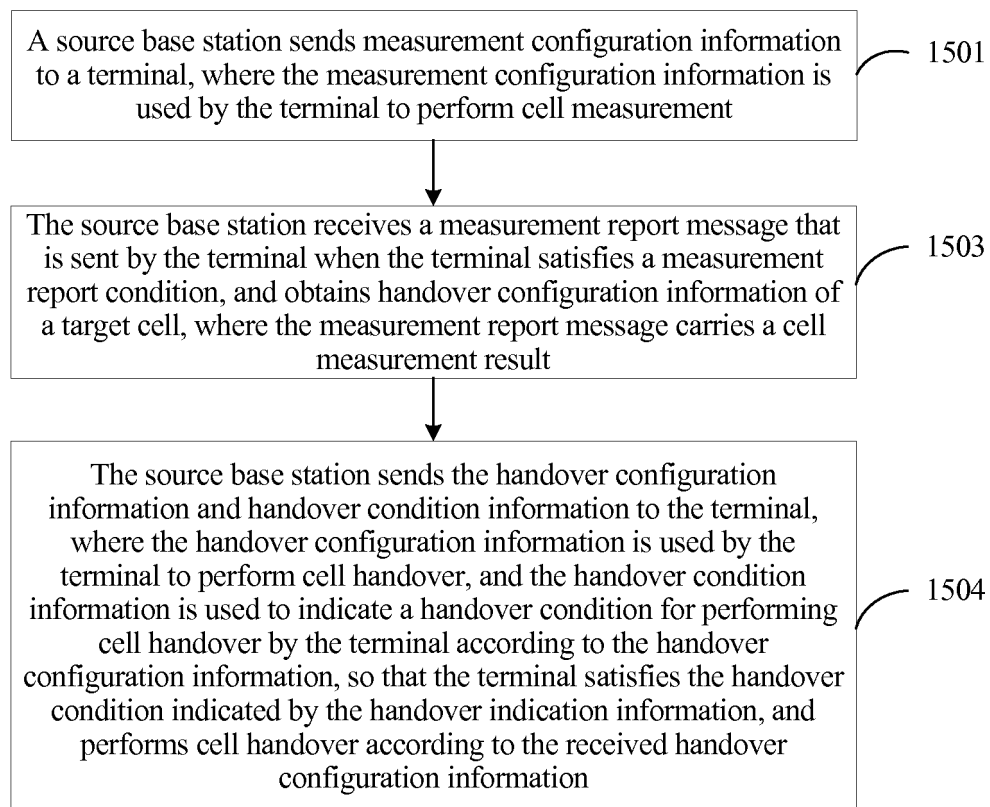 A source base station sends measurement configuration information
to a terminal, where the measurement configuration information is
used by the terminal to perform cell measurement
1501
The source base station receives a measurement report message that
is sent by the terminal when the terminal satisfies a measurement
report condition, and obtains handover configuration information of
a target cell, where the measurement report message carries a cell
measurement result
1503
The source base station sends the handover configuration
information and handover condition information to the terminal,
where the handover configuration information is used by the
terminal to perform cell handover, and the handover condition
information is used to indicate a handover condition for performing
cell handover by the terminal according to the handover
configuration information, so that the terminal satisfies the handover
condition indicated by the handover indication information, and
performs cell handover according to the received handover
configuration information
1504